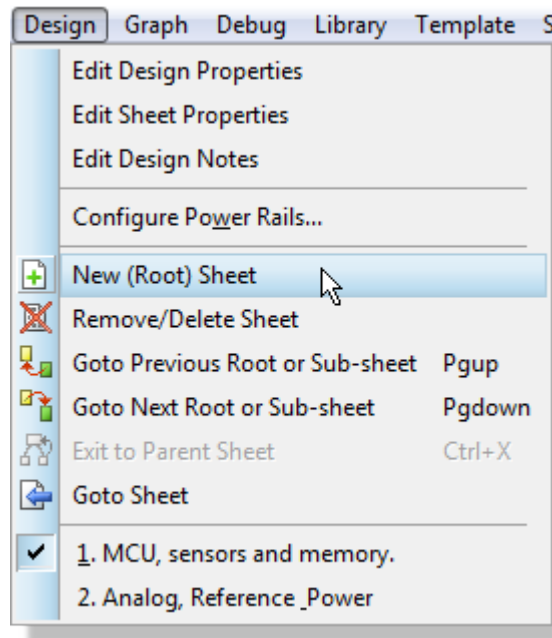 Design Graph Debug Library Template S
Edit Design Properties
Edit Sheet Properties
Edit Design Notes
Configure Power Rails...
New (Root) Sheet
Remove/Delete Sheet
Goto Previous Root or Sub-sheet Pgup
Goto Next Root or Sub-sheet Pgdown
Exit to Parent Sheet Ctrl+X
Goto Sheet
1. MCU, sensors and memory.
2. Analog, Reference _Power